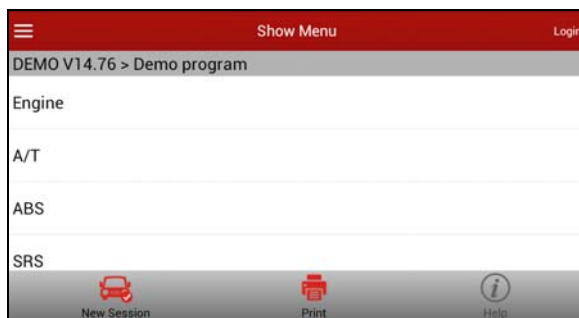 Show Menu Login
DEMO V14.76 > Demo program
Engine
A/T
ABS
SRS
New Session Print Help